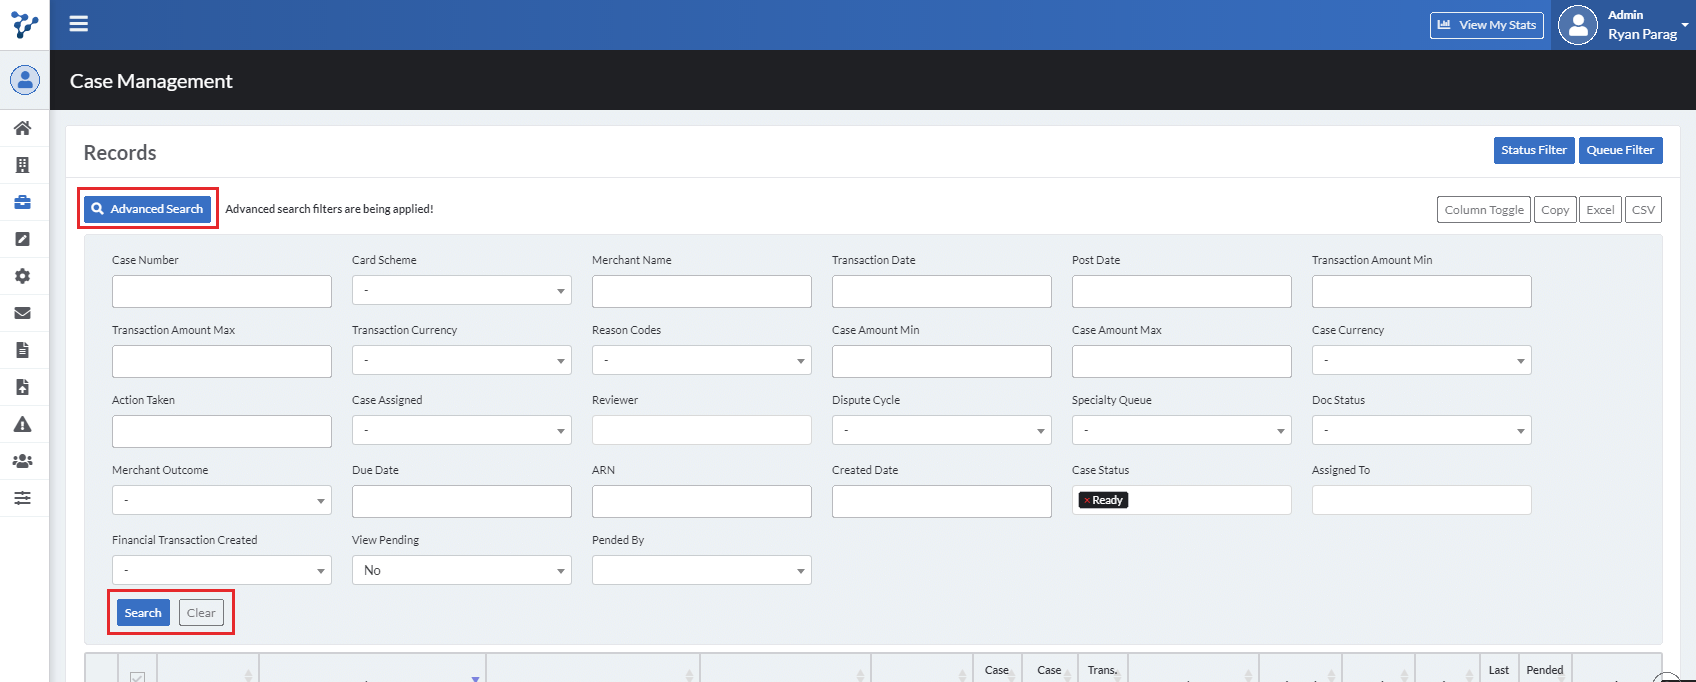 View My Stats
Admin
Ryan Parag
Case Management
Records
Status Filter
Queue Filter
Advanced Search
Advanced search filters are being applied!
Column Toggle
Copy
Excel
CSV
Case Number
Card Scheme
-
Merchant Name
Transaction Date
Post Date
Transaction Amount Min
Transaction Amount Max
Transaction Currency
-
Reason Codes
-
Case Amount Min
Case Amount Max
Case Currency
-
Action Taken
Case Assigned
-
Reviewer
Dispute Cycle
-
Specialty Queue
-
Doc Status
-
Merchant Outcome
-
Due Date
ARN
Created Date
Case Status
× Ready
Assigned To
Financial Transaction Created
-
View Pending
No
Pended By
Search
Clear
Case
Case
Trans.
Last
Pended